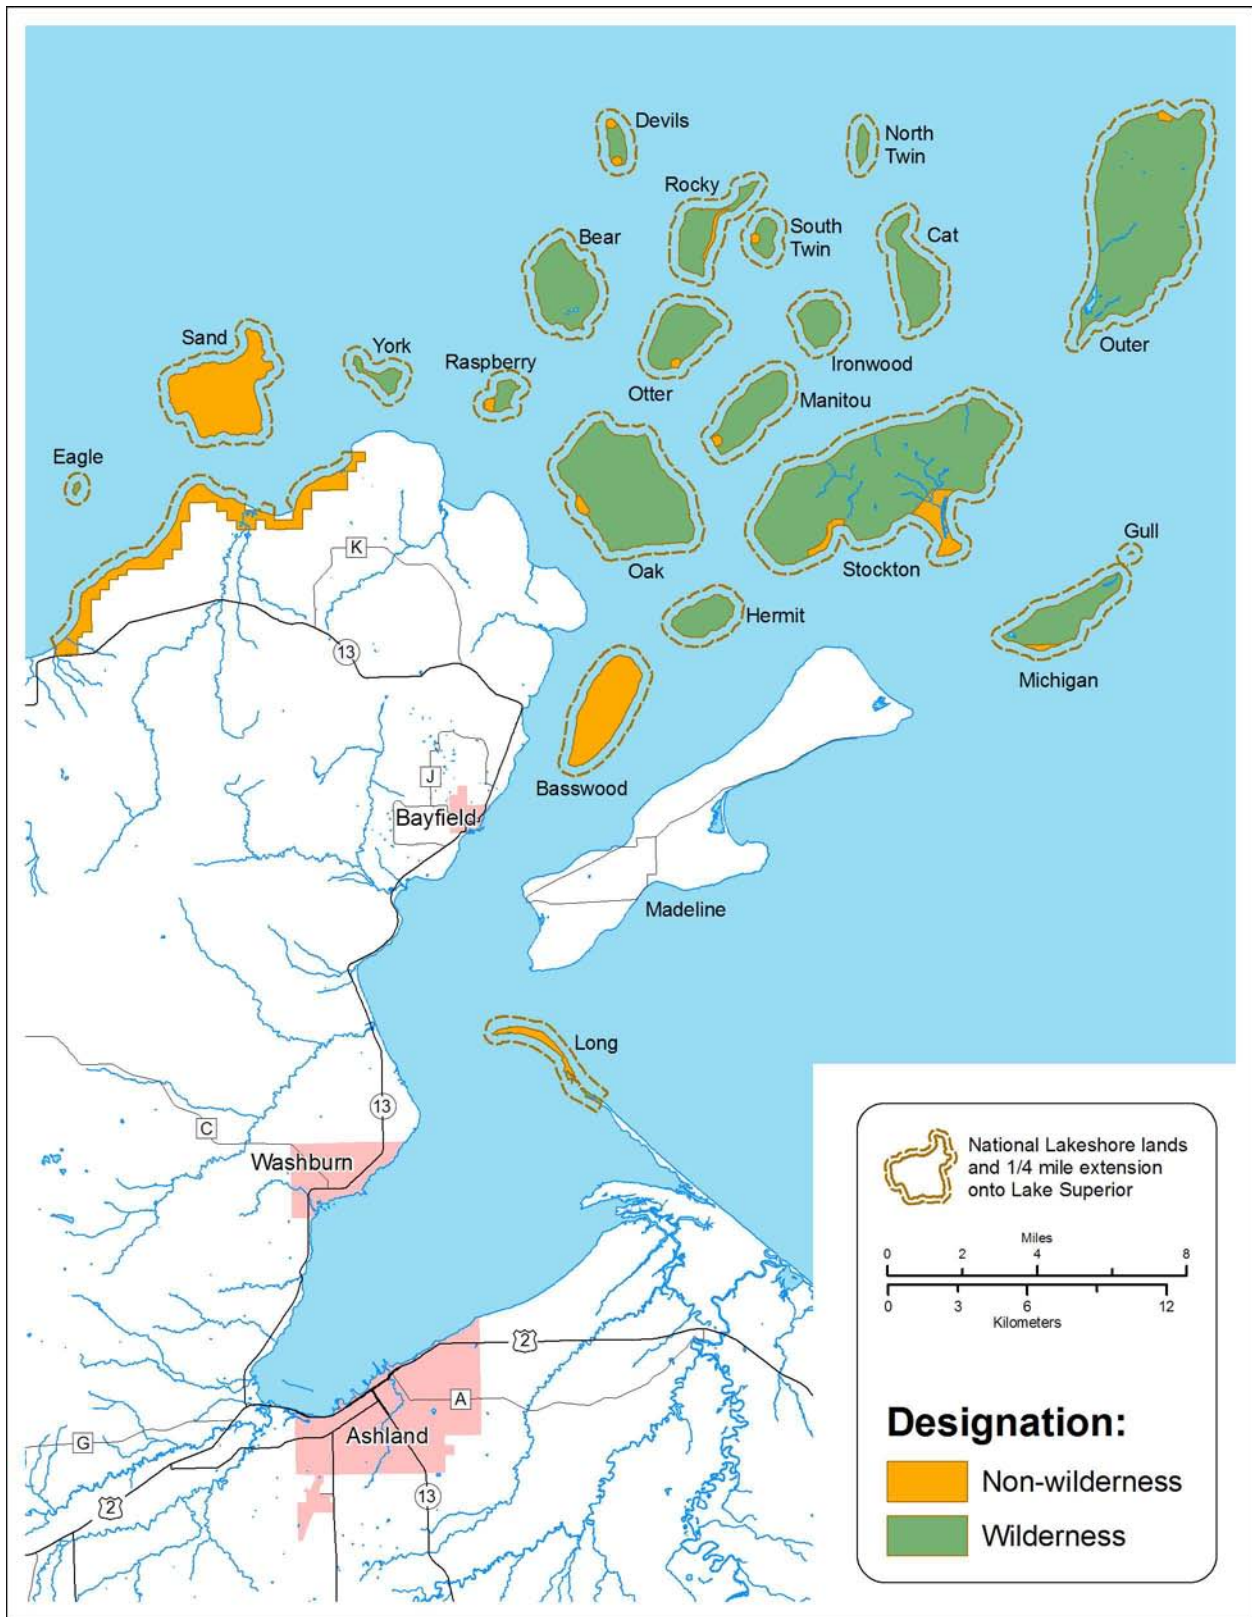 Devils
North
Twin
Rocky
South
Twin
Bear
Cat
Sand
York
Raspberry
Outer
Ironwood
Otter
Manitou
Eagle
Gull
K
Oak
Stockton
Hermit
13
Michigan
J
Basswood
Bayfield
Madeline
Long
13
C
Washburn
2
A
Ashland
G
2
13
National Lakeshore lands
and 1/4 mile extension
onto Lake Superior
Miles
0 2 4 8
0 3 6 12
Kilometers
Designation:
Non-wilderness
Wilderness